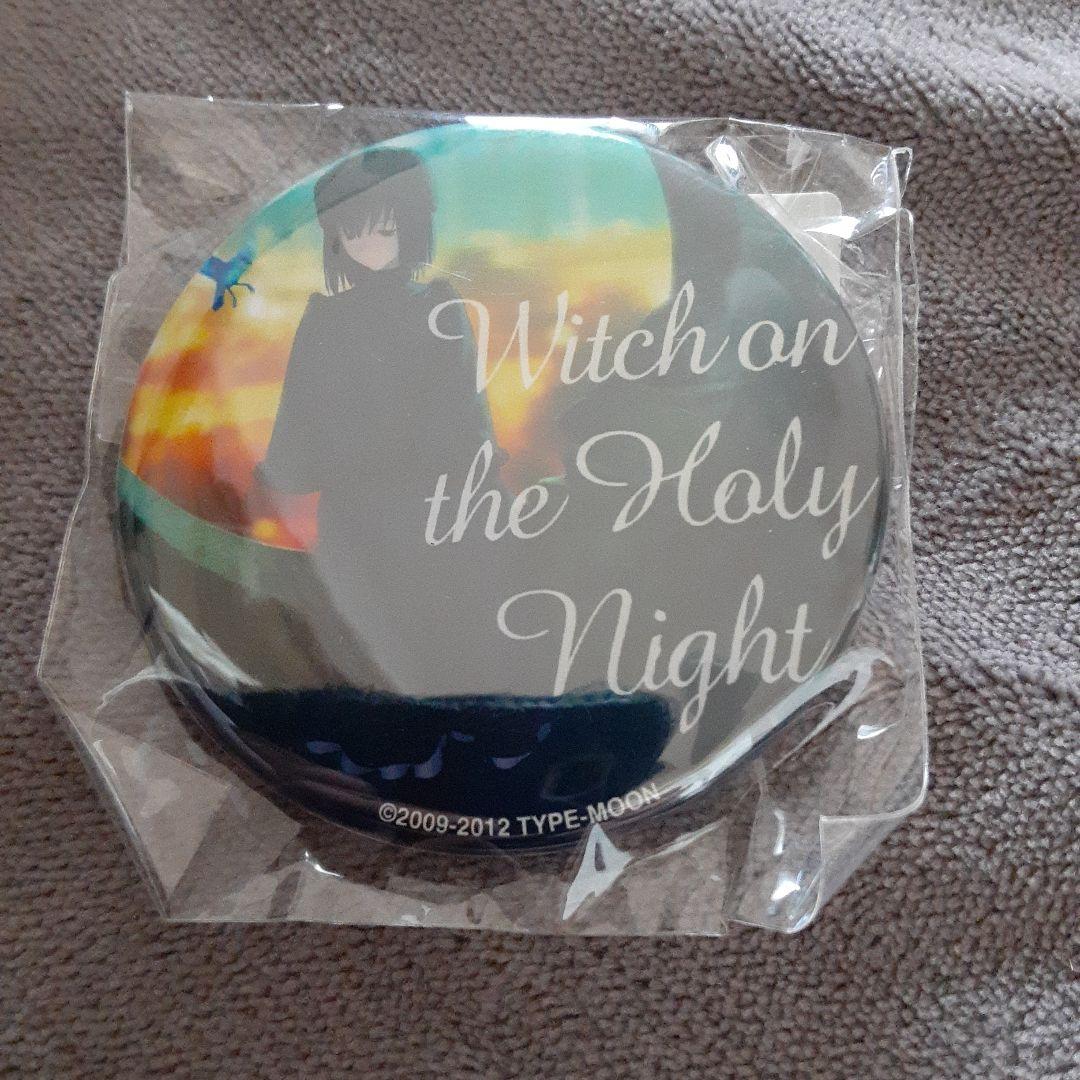 Witch on
the Holy
Night
©2009-2012 TYPE-MOON